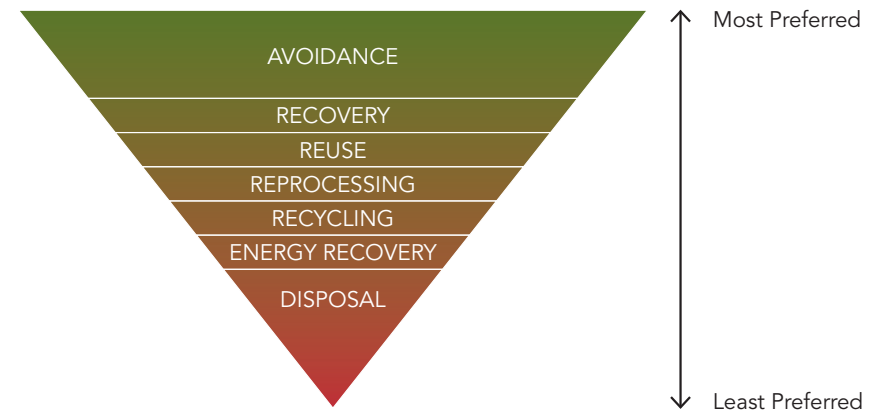 Most Preferred
AVOIDANCE
RECOVERY
REUSE
REPROCESSING
RECYCLING
ENERGY RECOVERY
DISPOSAL
Least Preferred